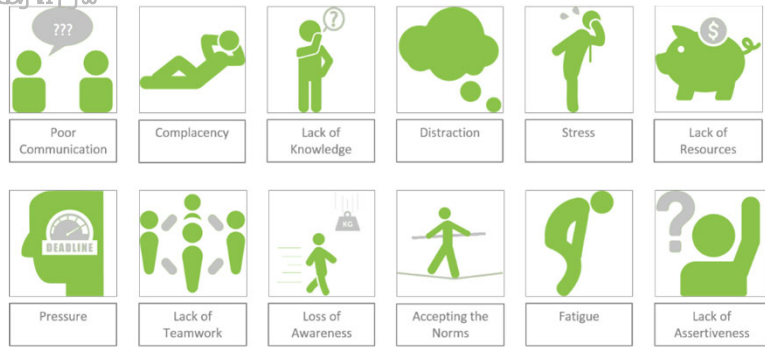 ???
Poor
Communication
Complacency
Lack of
Knowledge
?
Distraction
Stress
$
Lack of
Resources
DEADLINE
Pressure
Lack of
Teamwork
KG
Loss of
Awareness
Accepting the
Norms
Fatigue
?
Lack of
Assertiveness